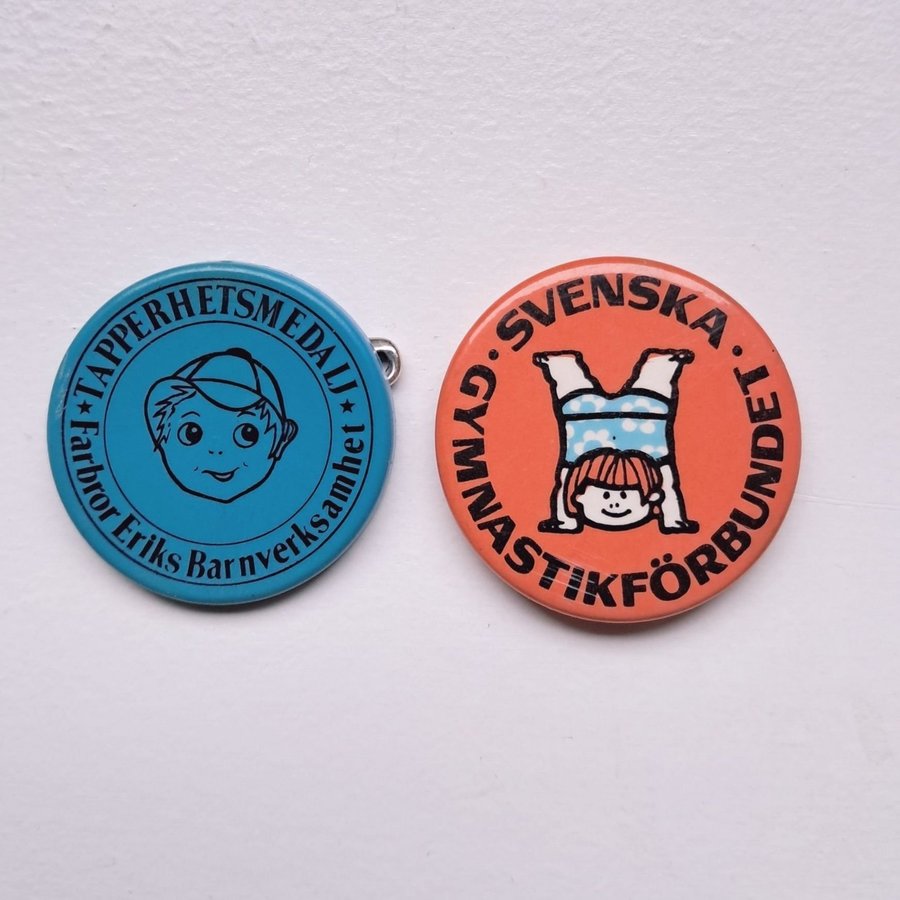 TAPPERHETSMEDALJ
★ Farbror Eriks Barnverksamhet ★
· SVENSKA ·
GYMNASTIKFÖRBUNDET